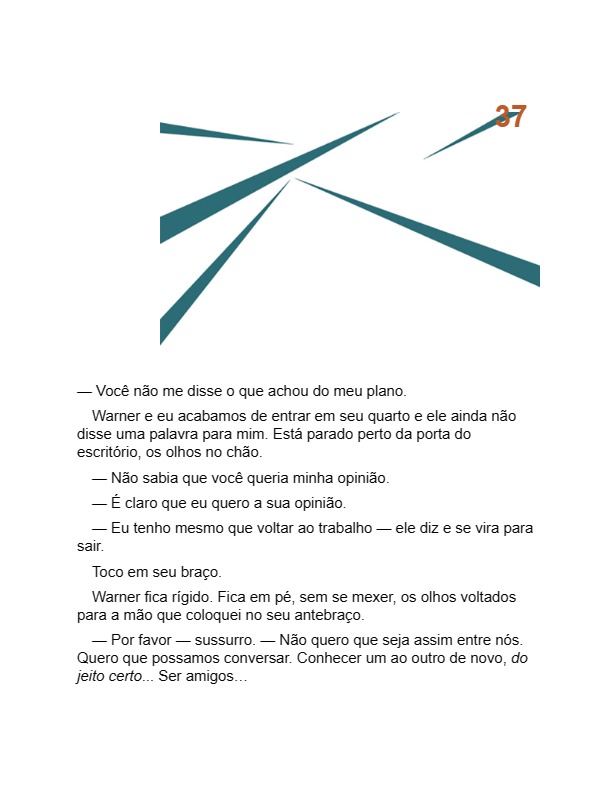 37
— Você não me disse o que achou do meu plano.
Warner e eu acabamos de entrar em seu quarto e ele ainda não
disse uma palavra para mim. Está parado perto da porta do
escritório, os olhos no chão.
— Não sabia que você queria minha opinião.
— É claro que eu quero a sua opinião.
— Eu tenho mesmo que voltar ao trabalho — ele diz e se vira para
sair.
Toco em seu braço.
Warner fica rígido. Fica em pé, sem se mexer, os olhos voltados
para a mão que coloquei no seu antebraço.
— Por favor — sussurro. — Não quero que seja assim entre nós.
Quero que possamos conversar. Conhecer um ao outro de novo, do
jeito certo... Ser amigos…